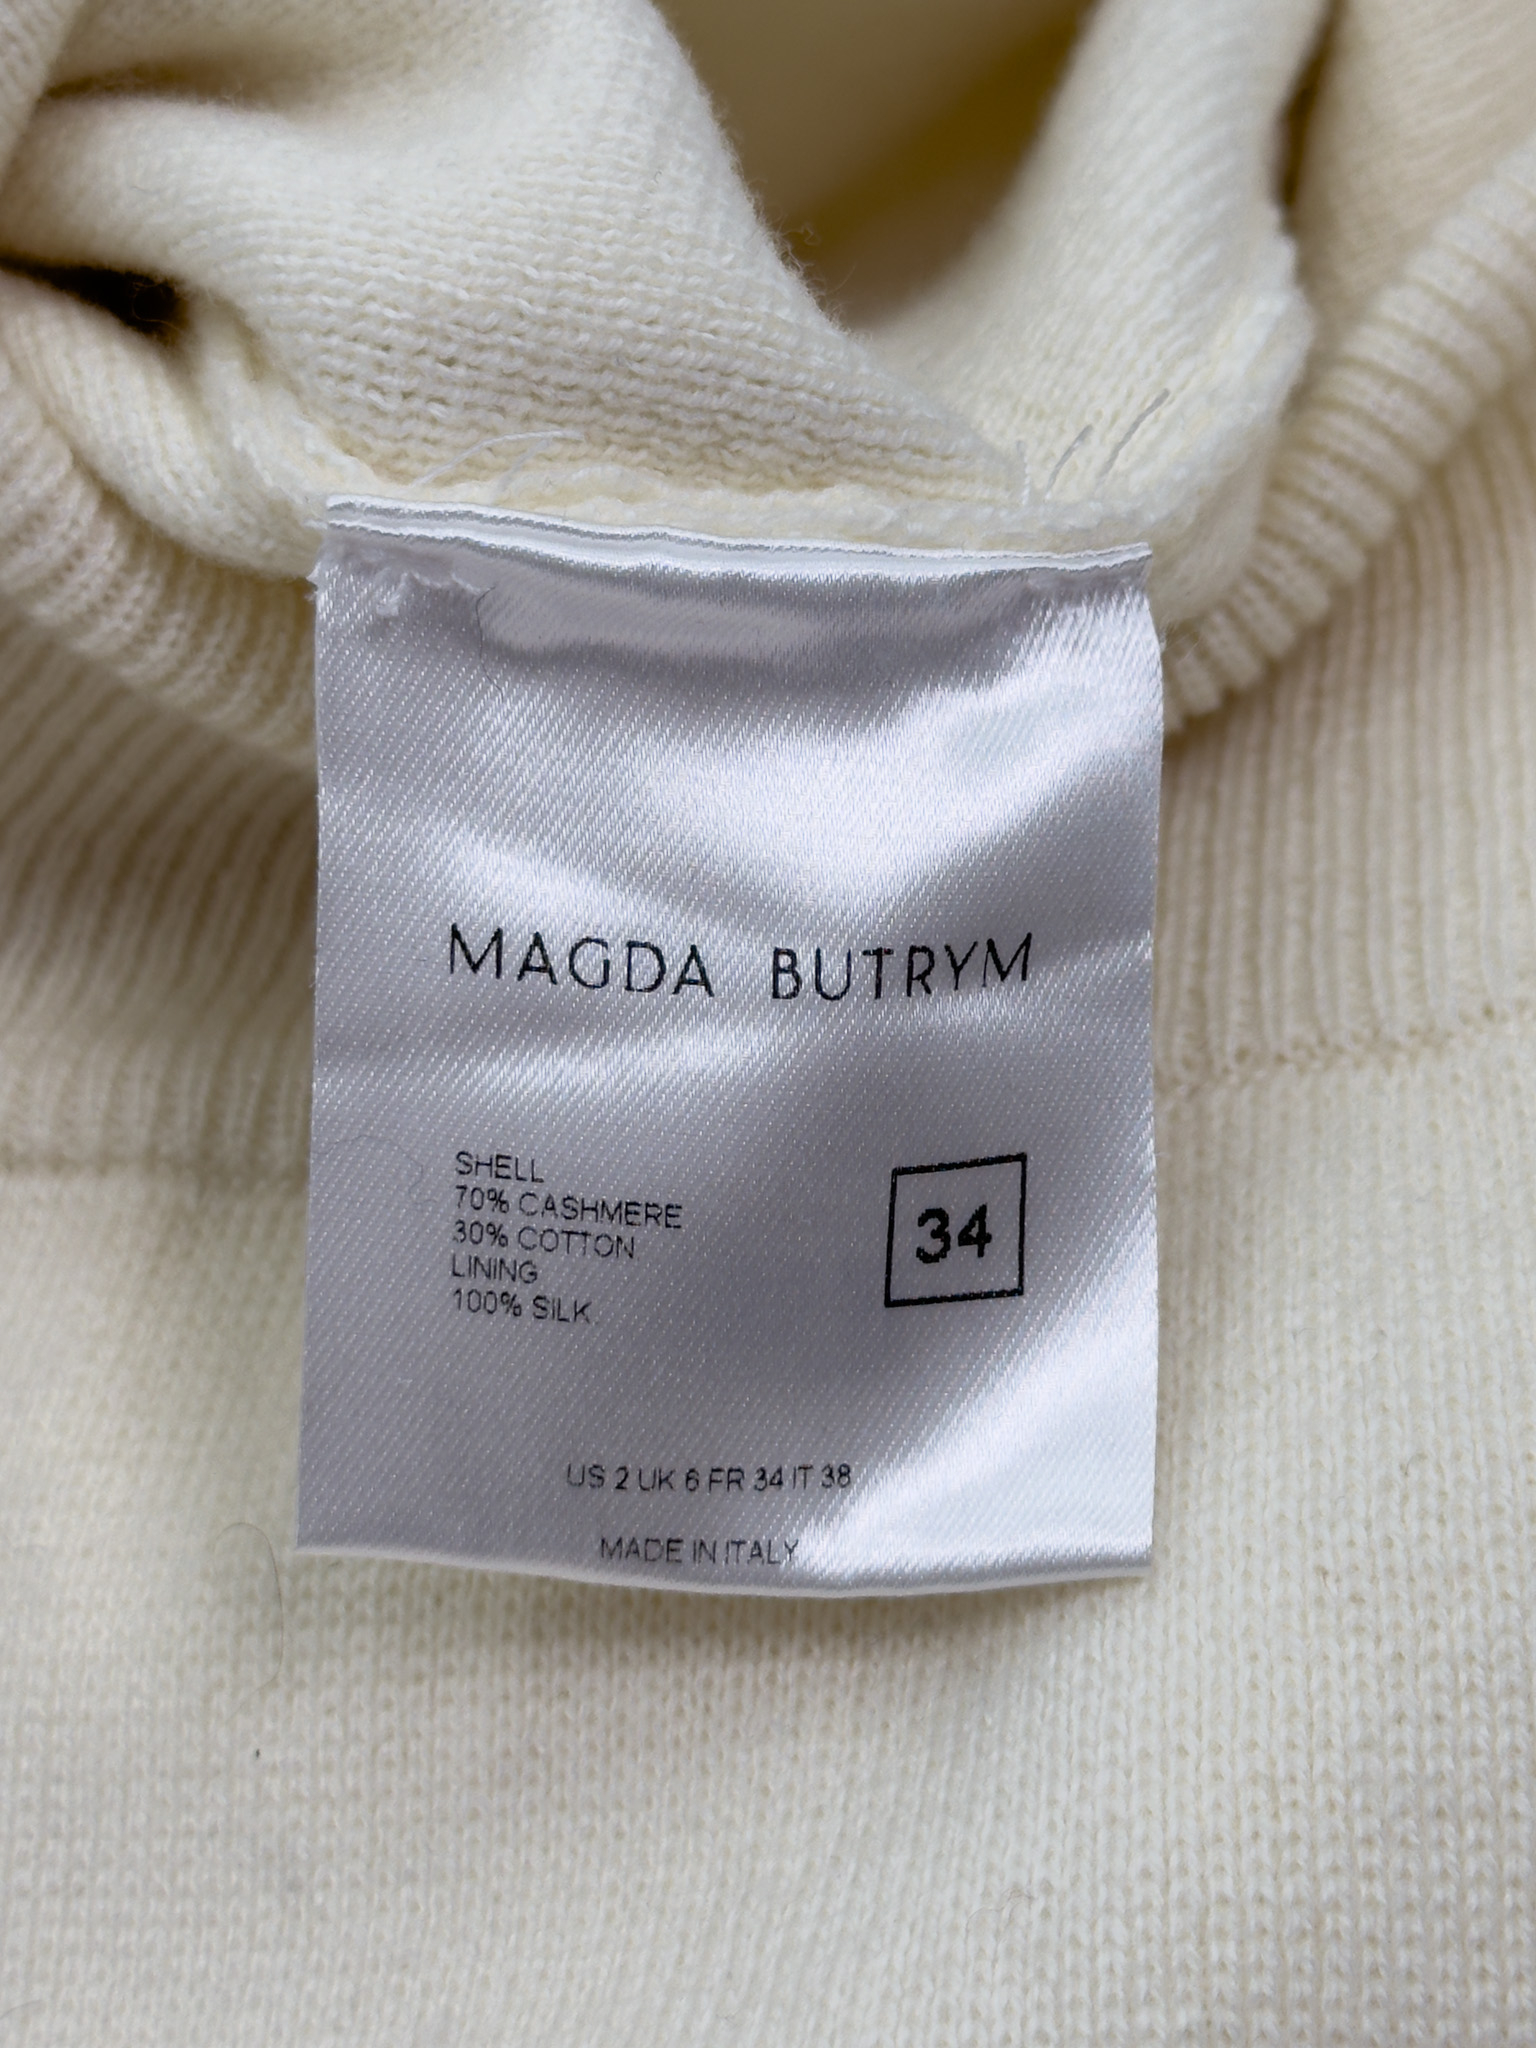 MAGDA BUTRYM
SHELL
70% CASHMERE
30% COTTON
LINING
100% SILK
34
US 2 UK 6 FR 34 IT 38
MADE IN ITALY